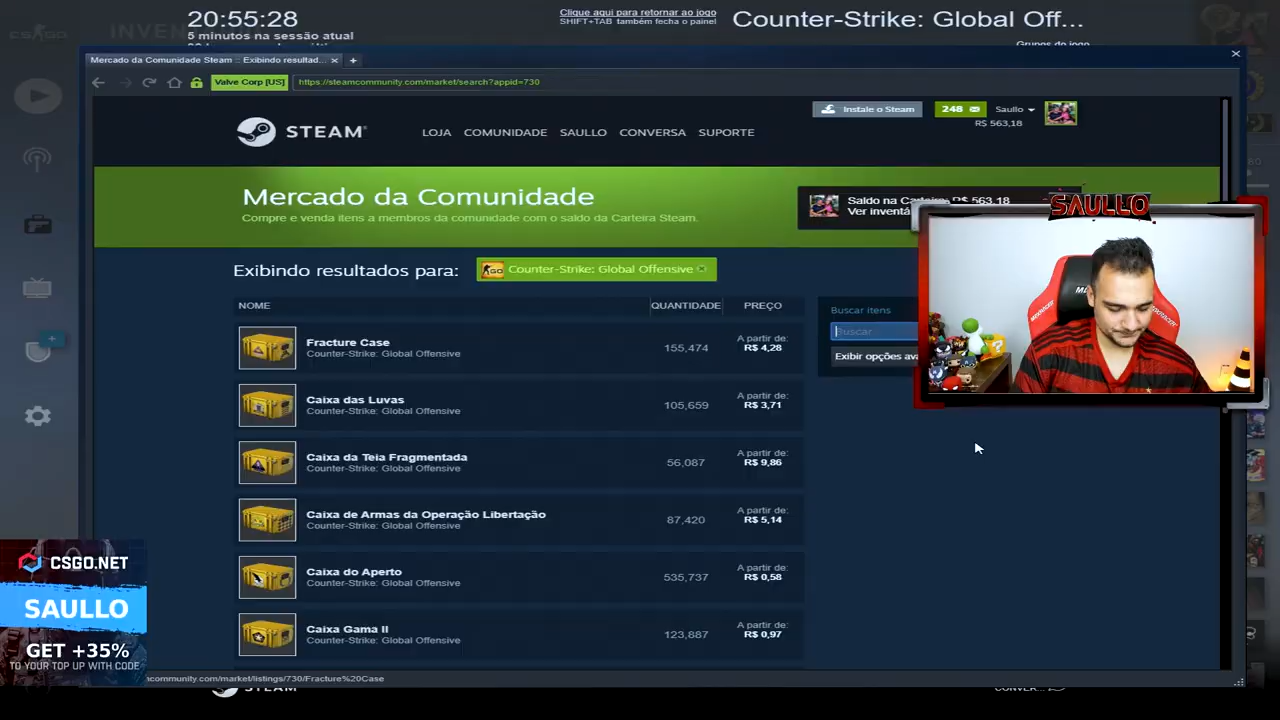 20:55:28
5 minutos na sessão atual
Clique aqui para retornar ao jogo
SHIFT+TAB também fecha o painel
Counter-Strike: Global Off...
Grupos do jogo
Mercado da Comunidade Steam :: Exibindo resultad...
Valve Corp [US]
https://steamcommunity.com/market/search?appid=730
STEAM
LOJA COMUNIDADE SAULLO CONVERSA SUPORTE
Instale o Steam
248
Saullo
R$ 563,18
Mercado da Comunidade
Compre e venda itens a membros da comunidade com o saldo da Carteira Steam.
Saldo na Carteira R$ 563,18
Ver inventá
SAULLO
Exibindo resultados para:
Counter-Strike: Global Offensive
NOME QUANTIDADE PREÇO
Buscar itens
Buscar
Exibir opções ava
Fracture Case
Counter-Strike: Global Offensive
155,474
A partir de:
R$ 4,28
Caixa das Luvas
Counter-Strike: Global Offensive
105,659
A partir de:
R$ 3,71
Caixa da Teia Fragmentada
Counter-Strike: Global Offensive
56,087
A partir de:
R$ 9,86
Caixa de Armas da Operação Libertação
Counter-Strike: Global Offensive
87,420
A partir de:
R$ 5,14
Caixa do Aperto
Counter-Strike: Global Offensive
535,737
A partir de:
R$ 0,58
Caixa Gama II
Counter-Strike: Global Offensive
123,887
A partir de:
R$ 0,97
CSGO.NET
SAULLO
GET +35%
TO YOUR TOP UP WITH CODE
community.com/market/listings/730/Fracture%20Case
STEAM